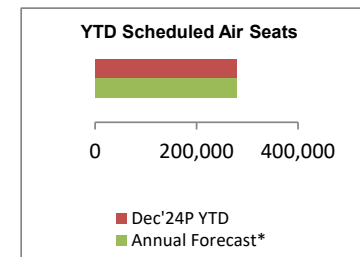 YTD Scheduled Air Seats
0 200,000 400,000
Dec'24P YTD
Annual Forecast*